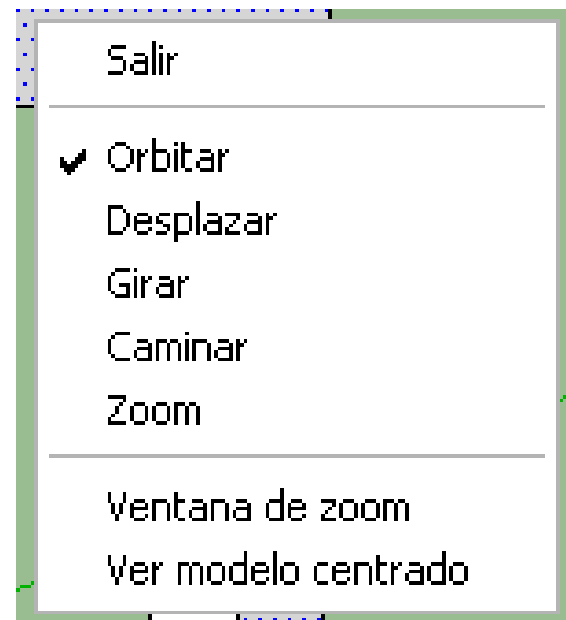 Salir
Orbitar
Desplazar
Girar
Caminar
Zoom
Ventana de zoom
Ver modelo centrado